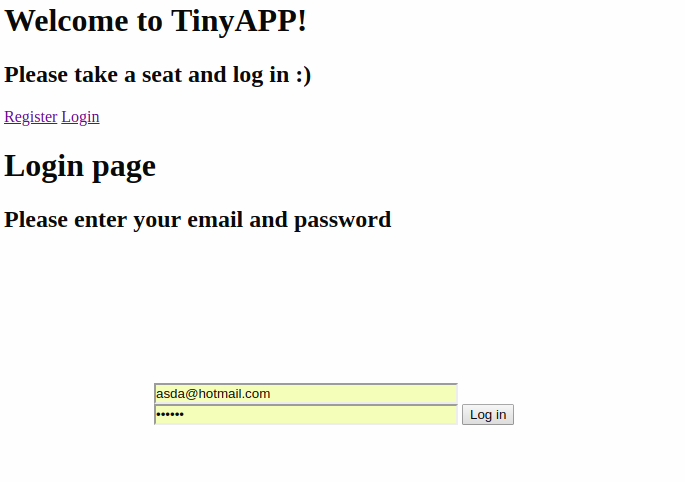 Welcome to TinyAPP!
Please take a seat and log in :)
Register Login
Login page
Please enter your email and password
asda@hotmail.com
•••••• Log in